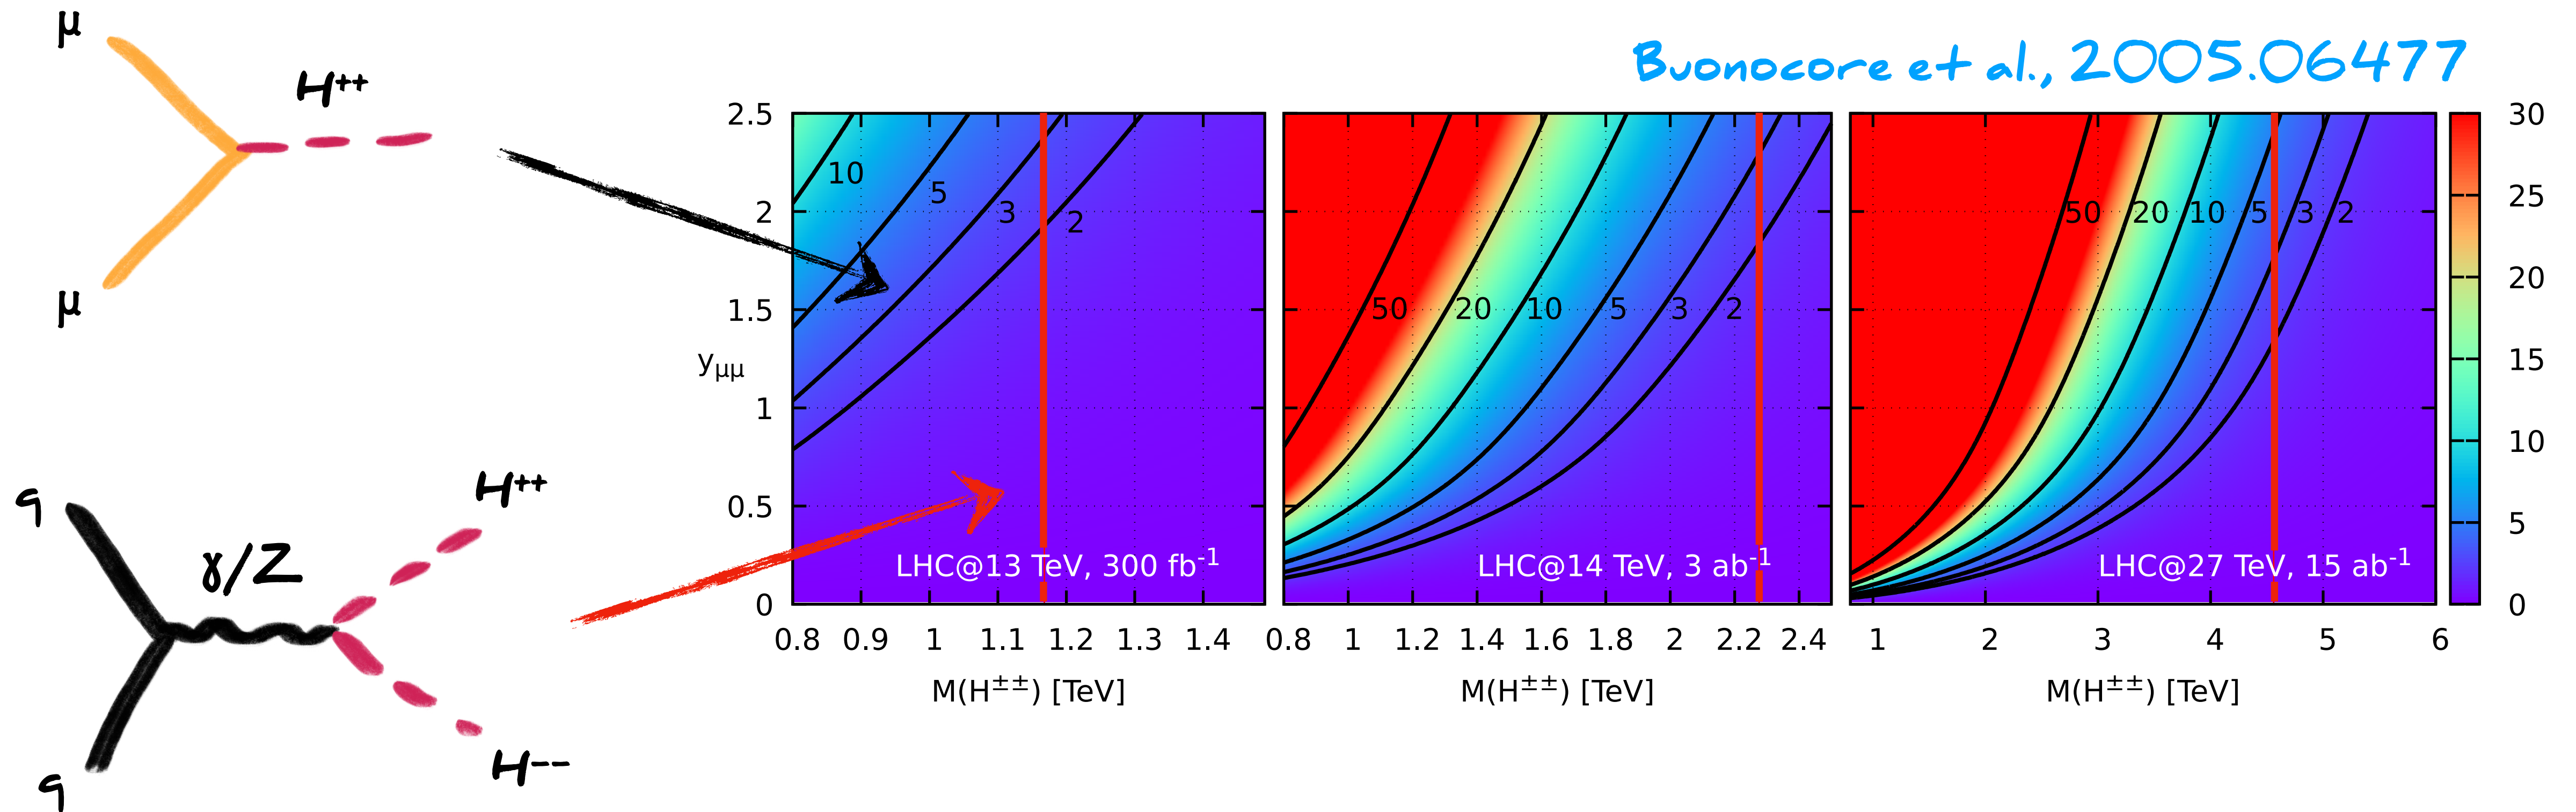 μ
H++
μ
q
γ/Z
H++
H--
q
Buonocore et al., 2005.06477
yμμ
2.5
2
1.5
1
0.5
0
10
5
3
2
LHC@13 TeV, 300 fb-1
0.8 0.9 1 1.1 1.2 1.3 1.4
M(H±±) [TeV]
50 20 10 5 3 2
LHC@14 TeV, 3 ab-1
0.8 1 1.2 1.4 1.6 1.8 2 2.2 2.4
M(H±±) [TeV]
50 20 10 5 3 2
LHC@27 TeV, 15 ab-1
1 2 3 4 5 6
M(H±±) [TeV]
30
25
20
15
10
5
0